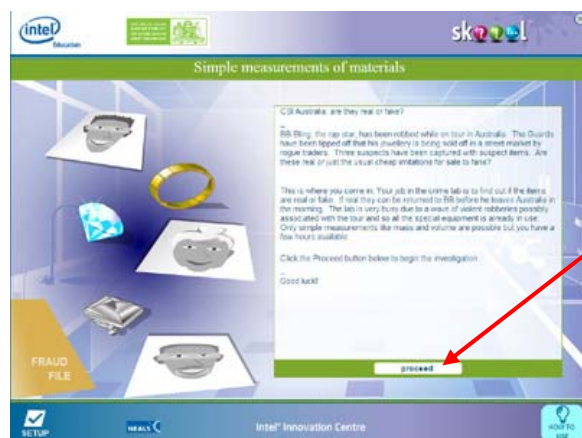 intel
Education
skoool
Simple measurements of materials
CSI Australia: are they real or fake?
BB Bling, the rap star, has been robbed while on tour in Australia. The Guards
have been tipped off that his jewellery is being sold off in a street market by
rogue traders. Three suspects have been captured with suspect items. Are
these real or just the usual cheap imitations for sale to fans?
This is where you come in. Your job in the crime lab is to find out if the items
are real or fake. If real they can be returned to BB before he leaves Australia in
the morning. The lab is very busy due to a wave of violent robberies possibly
associated with the tour and so all the special equipment is already in use.
Only simple measurements like mass and volume are possible but you have a
few hours available.
Click the Proceed button below to begin the investigation.
Good luck!
proceed
FRAUD
FILE
SETUP
NEALS
Intel® Innovation Centre
HOW TO
USE